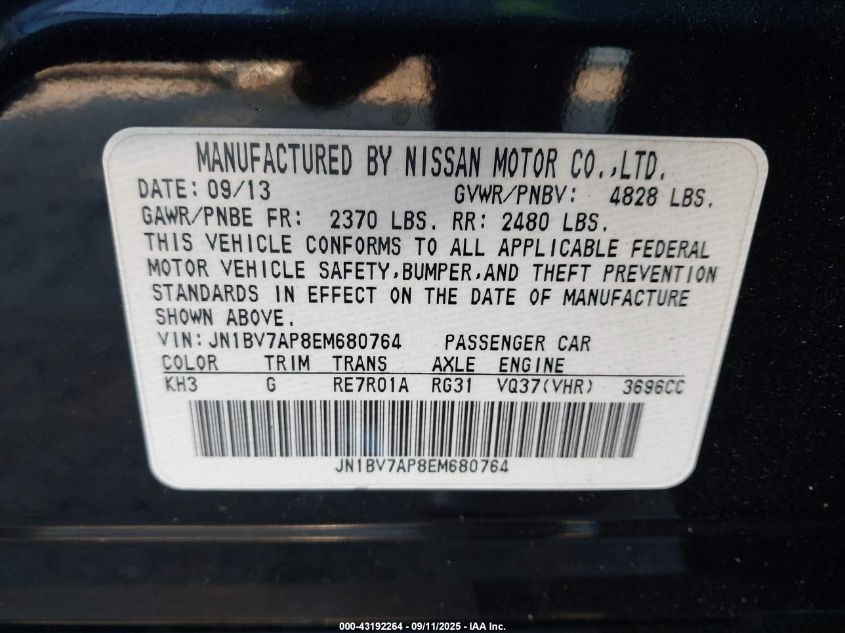 MANUFACTURED BY NISSAN MOTOR CO.,LTD.
DATE: 09/13 GVWR/PNBV: 4828 LBS.
GAWR/PNBE FR: 2370 LBS. RR: 2480 LBS.
THIS VEHICLE CONFORMS TO ALL APPLICABLE FEDERAL
MOTOR VEHICLE SAFETY,BUMPER,AND THEFT PREVENTION
STANDARDS IN EFFECT ON THE DATE OF MANUFACTURE
SHOWN ABOVE.
VIN: JN1BV7AP8EM680764 PASSENGER CAR
COLOR TRIM TRANS AXLE ENGINE
KH3 G RE7R01A RG31 VQ37(VHR) 3696CC
JN1BV7AP8EM680764
000-43192264 - 09/11/2025 - IAA Inc.